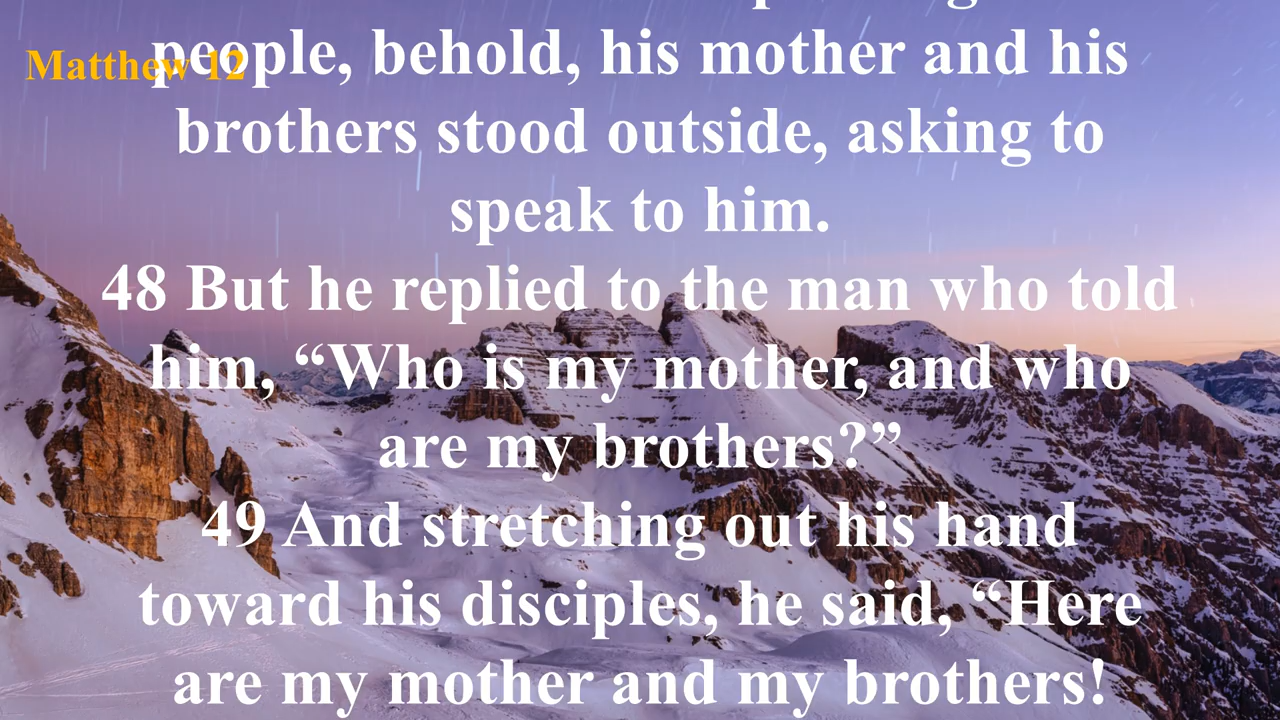 Matthew 12
people, behold, his mother and his
brothers stood outside, asking to
speak to him.
48 But he replied to the man who told
him, “Who is my mother, and who
are my brothers?”
49 And stretching out his hand
toward his disciples, he said, “Here
are my mother and my brothers!